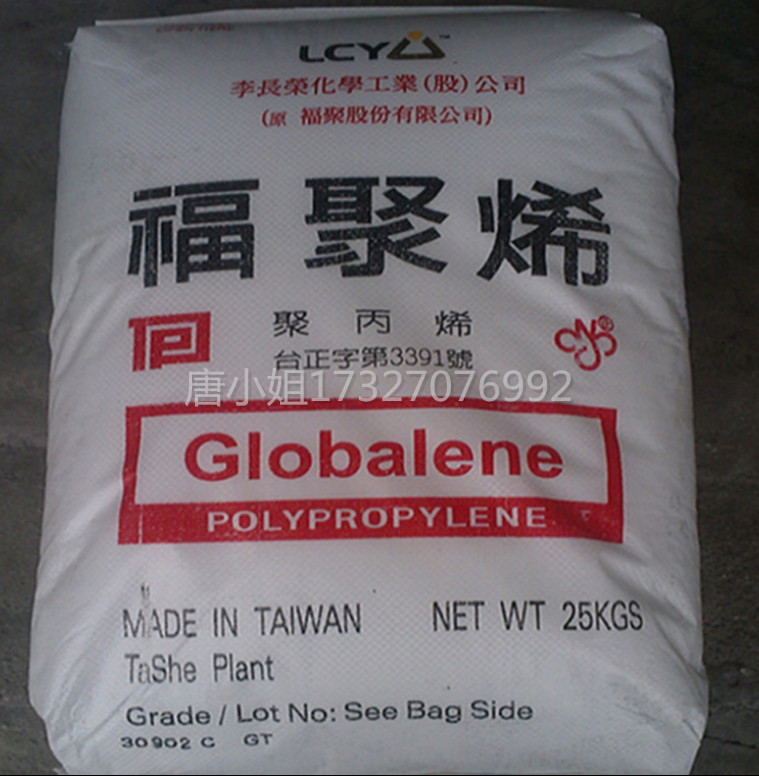 LCY
李長榮化學工業(股)公司
(原 福聚股份有限公司)
福聚烯
聚丙烯
台正字第3391號
唐小姐17327076992
Globalene
POLYPROPYLENE
MADE IN TAIWAN NET WT 25KGS
TaShe Plant
Grade / Lot No: See Bag Side
30902 C GT